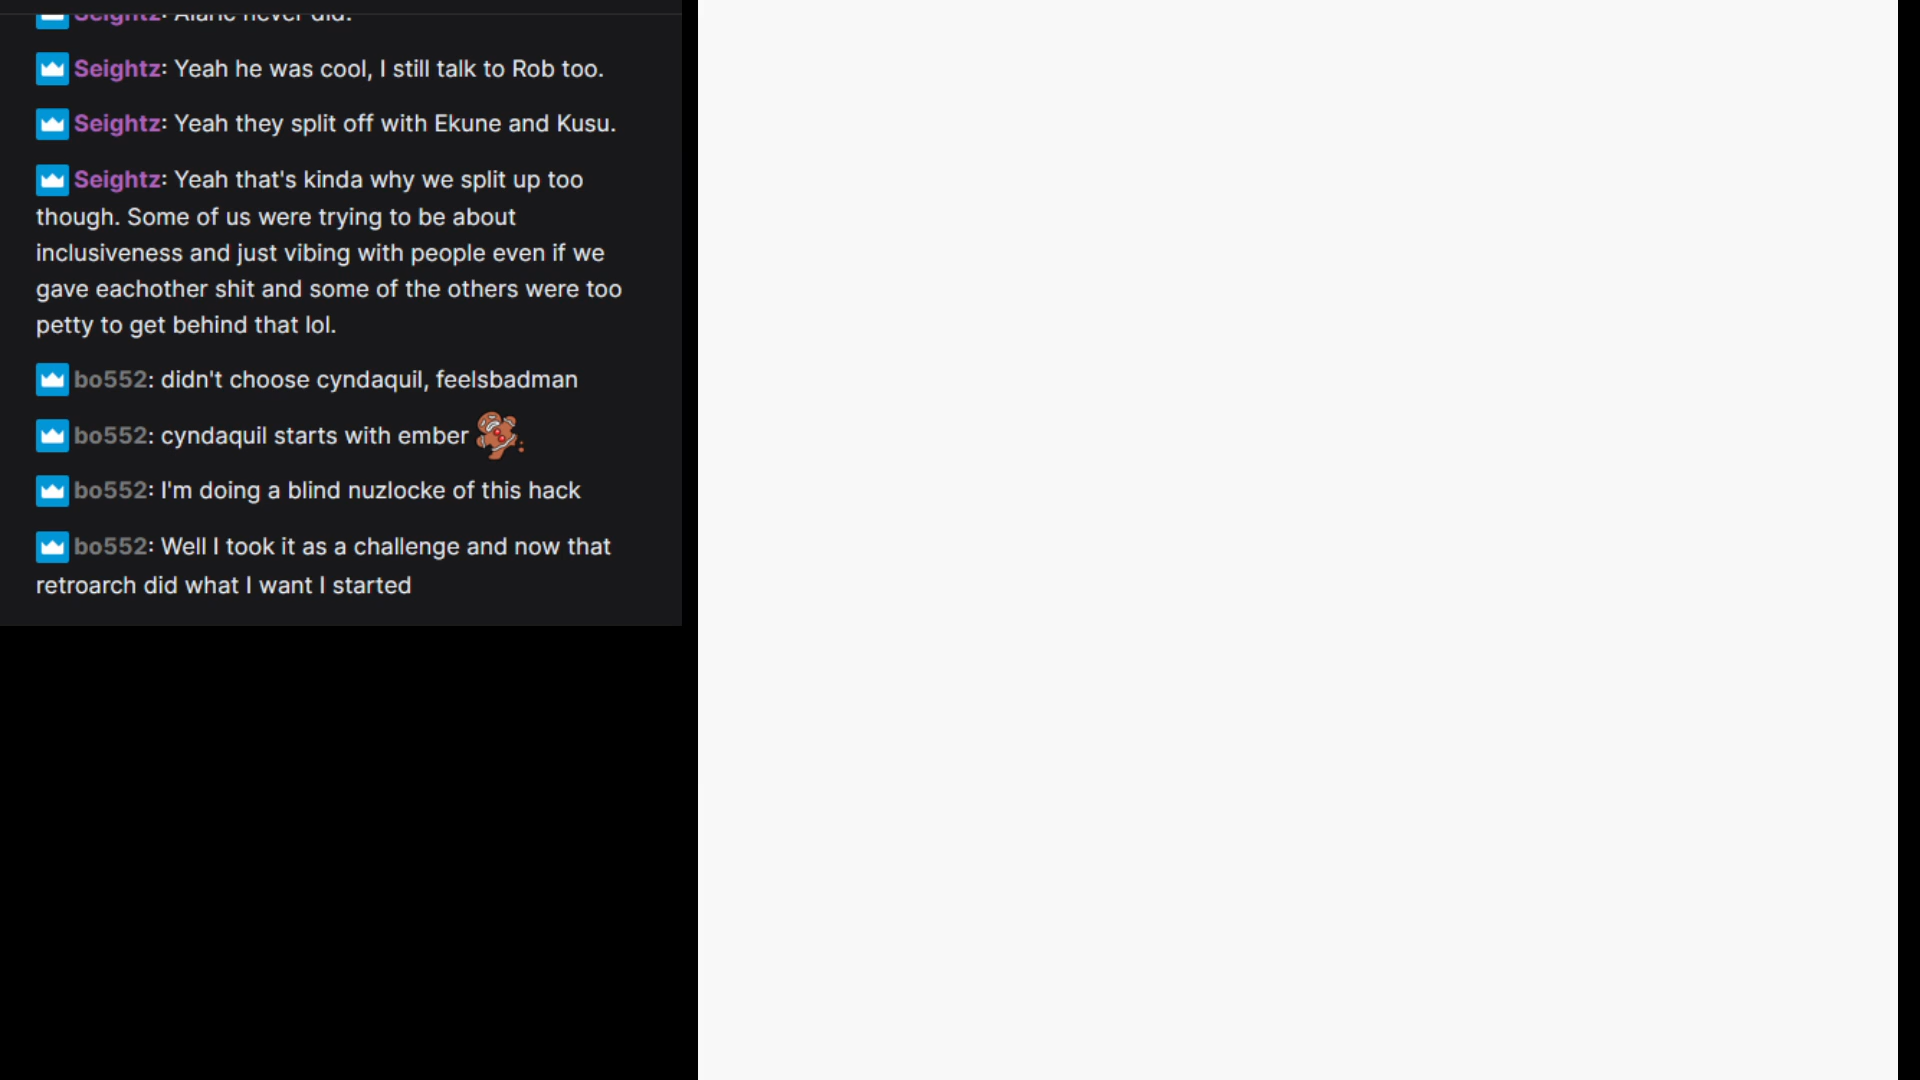 Seightz: Alaric never did.
Seightz: Yeah he was cool, I still talk to Rob too.
Seightz: Yeah they split off with Ekune and Kusu.
Seightz: Yeah that's kinda why we split up too
though. Some of us were trying to be about
inclusiveness and just vibing with people even if we
gave eachother shit and some of the others were too
petty to get behind that lol.
bo552: didn't choose cyndaquil, feelsbadman
bo552: cyndaquil starts with ember
bo552: I'm doing a blind nuzlocke of this hack
bo552: Well I took it as a challenge and now that
retroarch did what I want I started